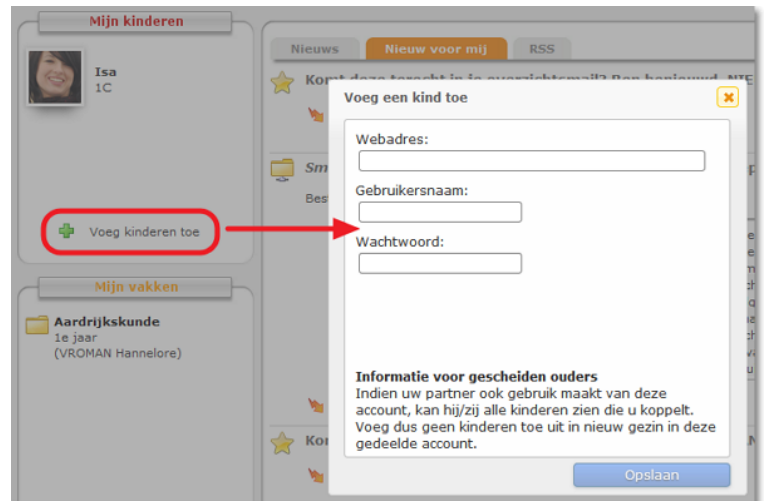 Mijn kinderen
Isa
1C
Voeg kinderen toe
Mijn vakken
Aardrijkskunde
1e jaar
(VROMAN Hannelore)
Nieuws
Nieuw voor mij
RSS
Voeg een kind toe
Webadres:
Gebruikersnaam:
Wachtwoord:
Informatie voor gescheiden ouders
Indien uw partner ook gebruik maakt van deze
account, kan hij/zij alle kinderen zien die u koppelt.
Voeg dus geen kinderen toe uit in nieuw gezin in deze
gedeelde account.
Opslaan